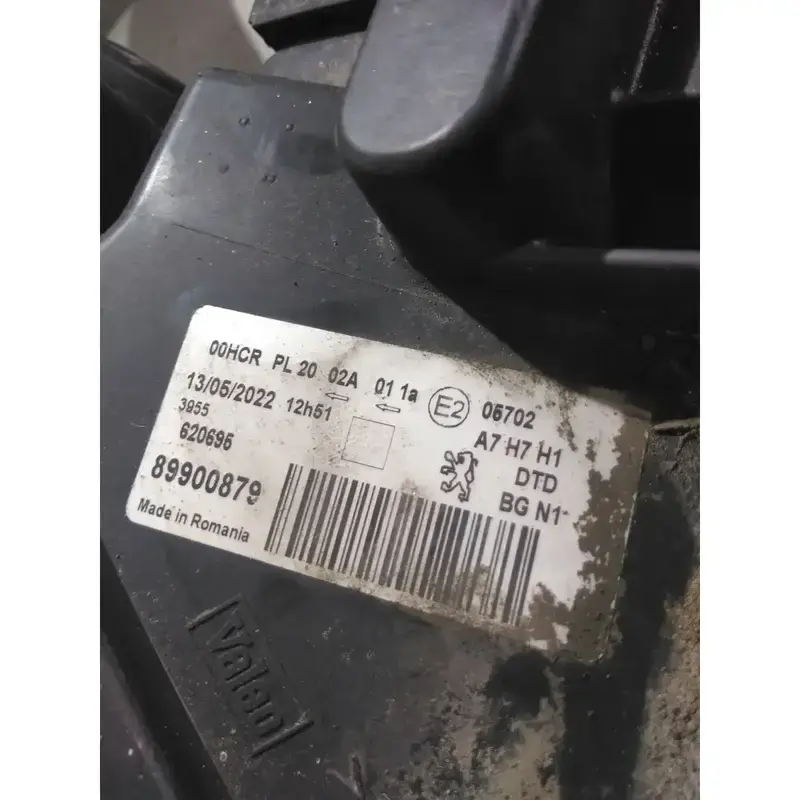 00HCR PL 20 02A 01 1a E2 05702
13/05/2022 12h51
A7 H7 H1
3955
DTD
620695
BG N1
89900879
Made in Romania
Valeo